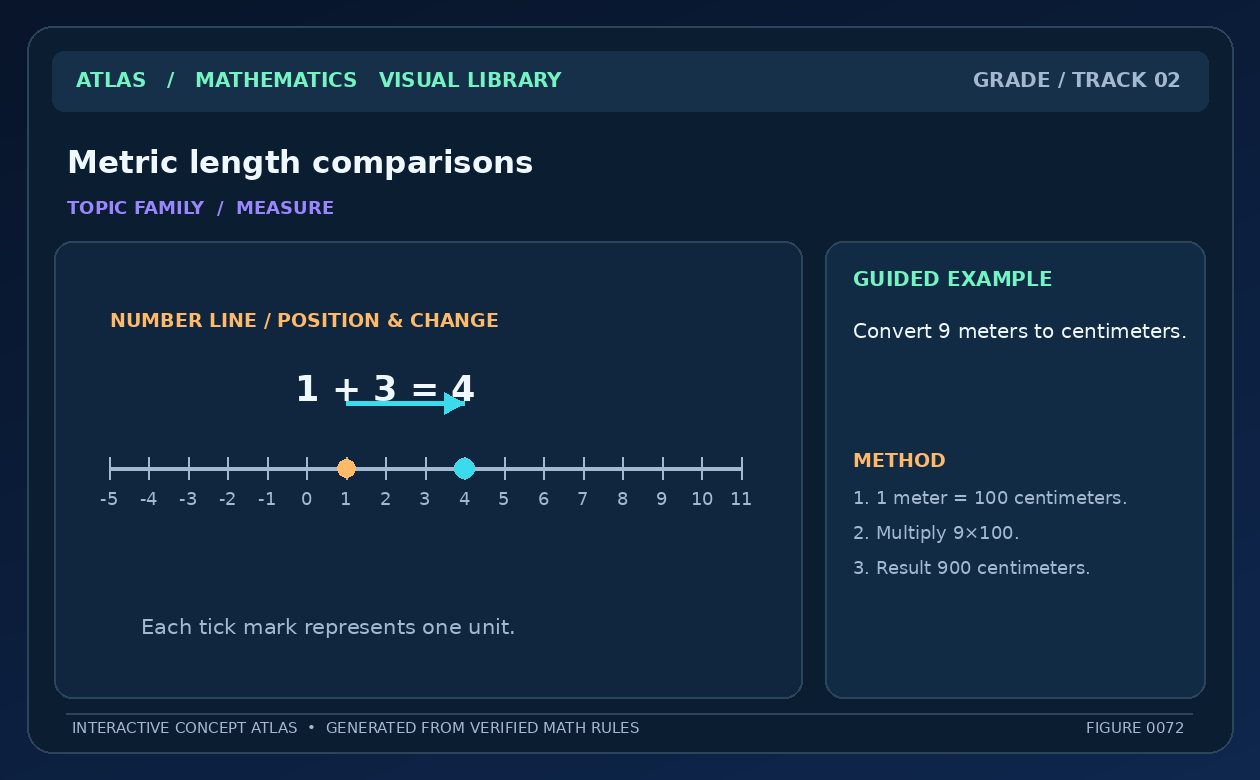 ATLAS / MATHEMATICS VISUAL LIBRARY
GRADE / TRACK 02
Metric length comparisons
TOPIC FAMILY / MEASURE
NUMBER LINE / POSITION & CHANGE
1 + 3 = 4
-5 -4 -3 -2 -1 0 1 2 3 4 5 6 7 8 9 10 11
Each tick mark represents one unit.
GUIDED EXAMPLE
Convert 9 meters to centimeters.
METHOD
1. 1 meter = 100 centimeters.
2. Multiply 9×100.
3. Result 900 centimeters.
INTERACTIVE CONCEPT ATLAS • GENERATED FROM VERIFIED MATH RULES
FIGURE 0072